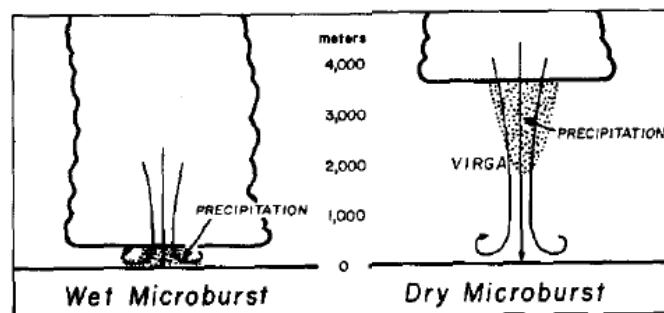 meters
4,000
3,000
2,000
1,000
0
PRECIPITATION
Wet Microburst
PRECIPITATION
VIRGA
Dry Microburst